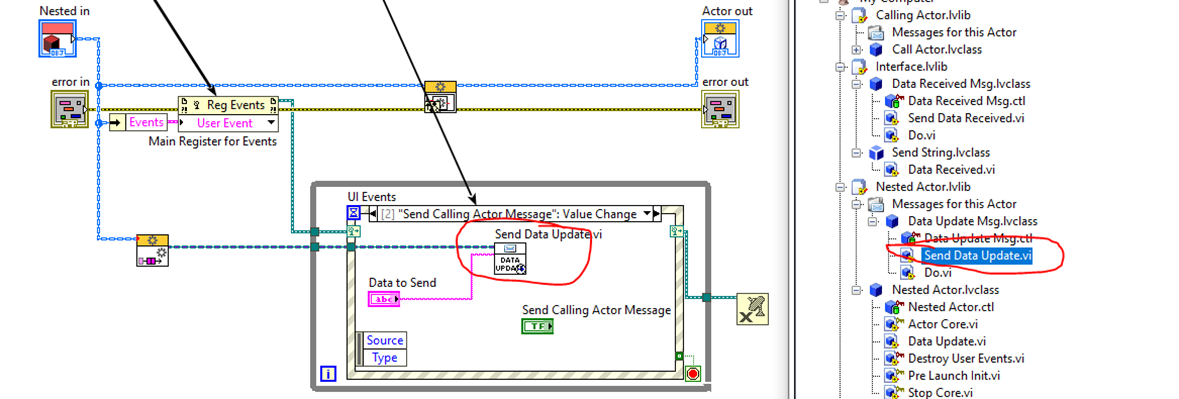 Nested in
Actor out
error in
error out
Reg Events
Events
User Event
Main Register for Events
UI Events
[2] "Send Calling Actor Message": Value Change
Send Data Update.vi
DATA
UPDATE
Data to Send
abc
Send Calling Actor Message
TF
Source
Type
i
My Computer
Calling Actor.lvlib
Messages for this Actor
Call Actor.lvclass
Interface.lvlib
Data Received Msg.lvclass
Data Received Msg.ctl
Send Data Received.vi
Do.vi
Send String.lvclass
Data Received.vi
Nested Actor.lvlib
Messages for this Actor
Data Update Msg.lvclass
Data Update Msg.ctl
Send Data Update.vi
Do.vi
Nested Actor.lvclass
Nested Actor.ctl
Actor Core.vi
Data Update.vi
Destroy User Events.vi
Pre Launch Init.vi
Stop Core.vi